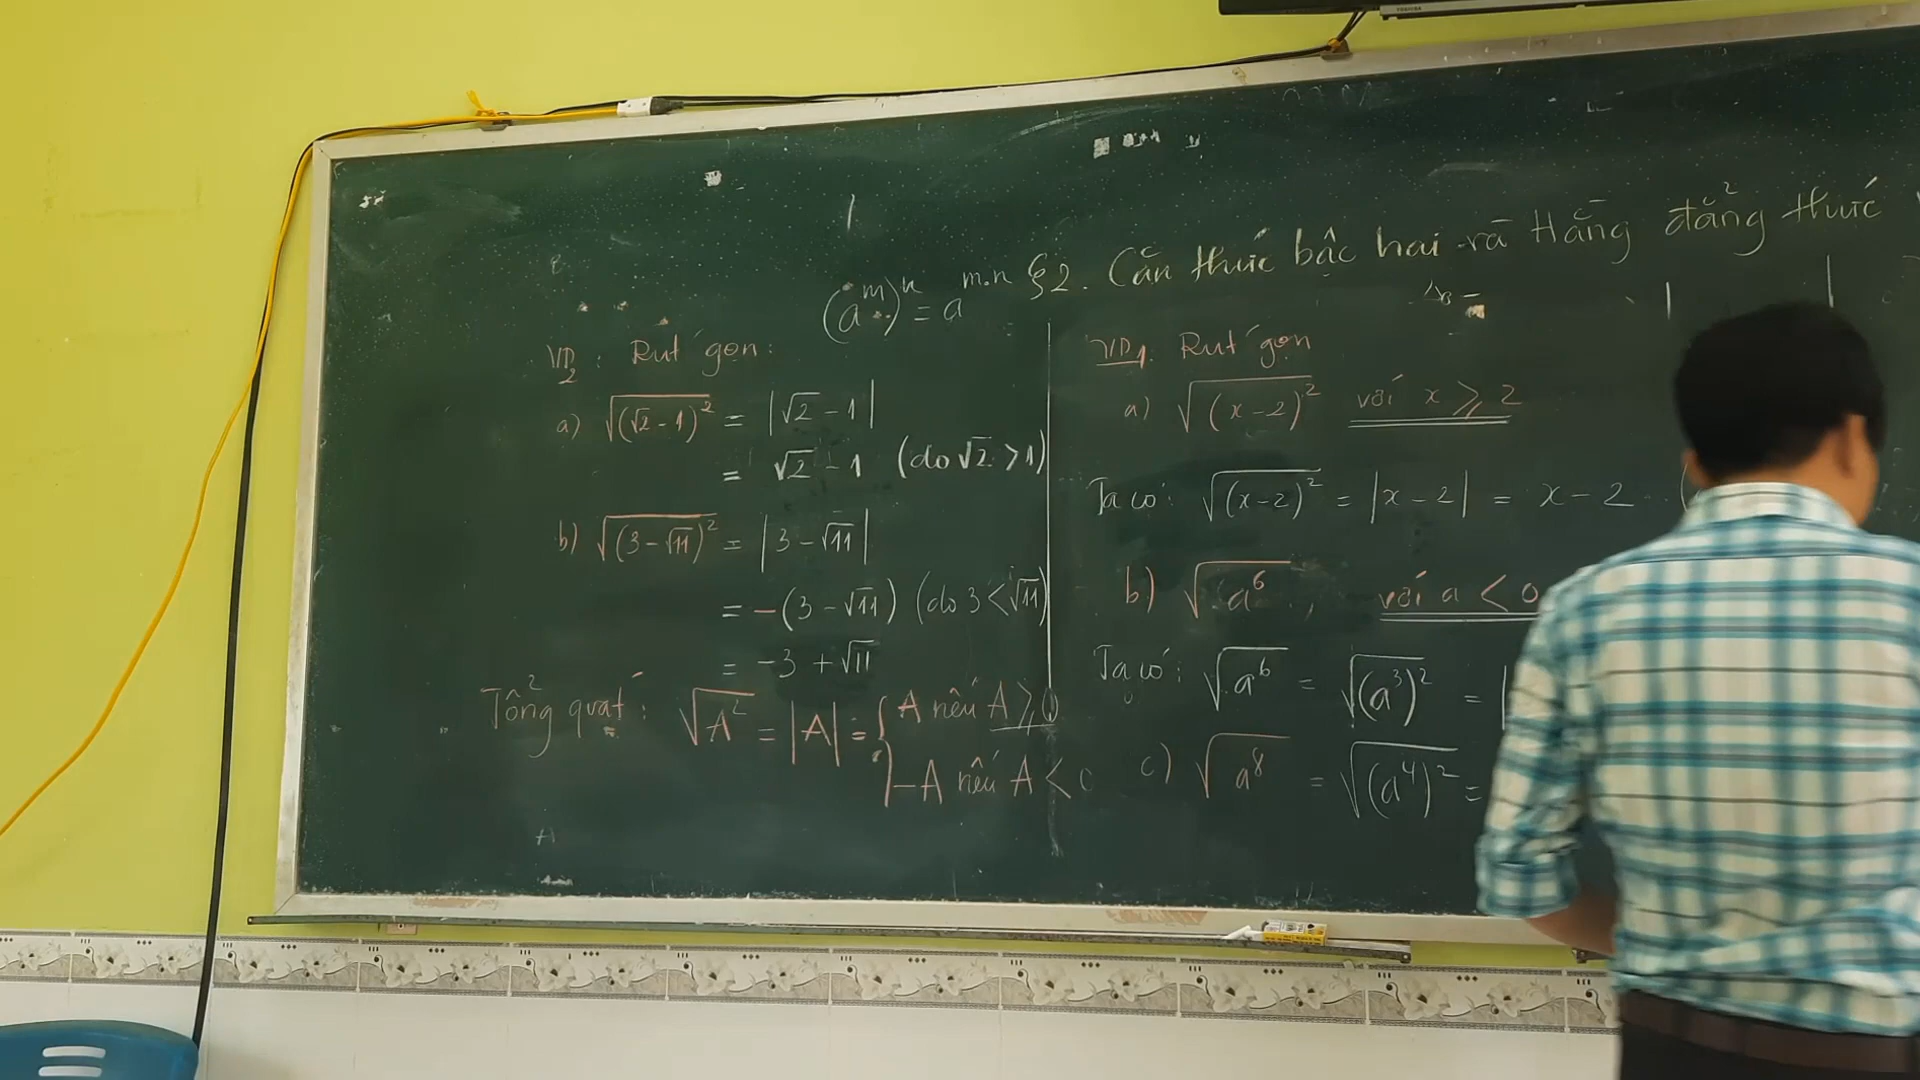 TOSHIBA
§2. Căn thức bậc hai và Hằng đẳng thức
(a^m)^n = a^{m.n}
VD2: Rút gọn:
a) √(√2 - 1)² = |√2 - 1|
= √2 - 1 (do √2 > 1)
b) √(3 - √11)² = |3 - √11|
= -(3 - √11) (do 3 < √11)
= -3 + √11
Tổng quát: √A² = |A| = { A nếu A ⩾ 0
-A nếu A < 0
VD1. Rút gọn
a) √(x - 2)² với x ⩾ 2
Ta có: √(x - 2)² = |x - 2| = x - 2 (
b) √a⁶, với a < 0
Ta có: √a⁶ = √(a³)² = |
c) √a⁸ = √(a⁴)² =